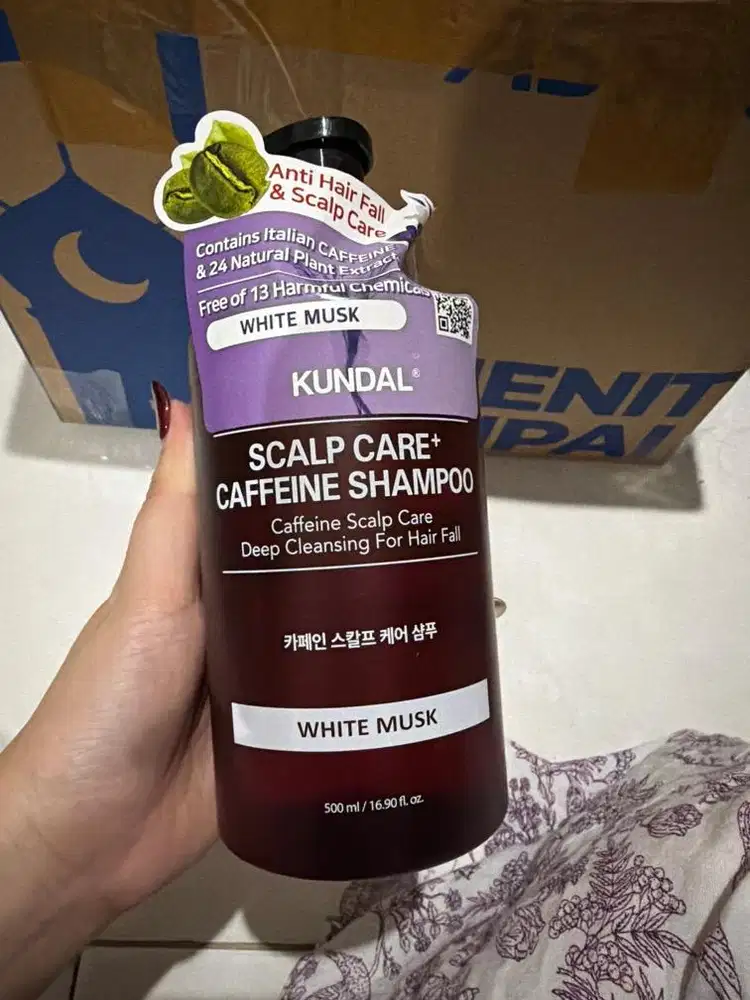 Anti Hair Fall
& Scalp Care
Contains Italian CAFFEINE
& 24 Natural Plant Extract
Free of 13 Harmful Chemicals
WHITE MUSK
KUNDAL®
SCALP CARE+
CAFFEINE SHAMPOO
Caffeine Scalp Care
Deep Cleansing For Hair Fall
카페인 스칼프 케어 샴푸
WHITE MUSK
500 ml / 16.90 fl. oz.